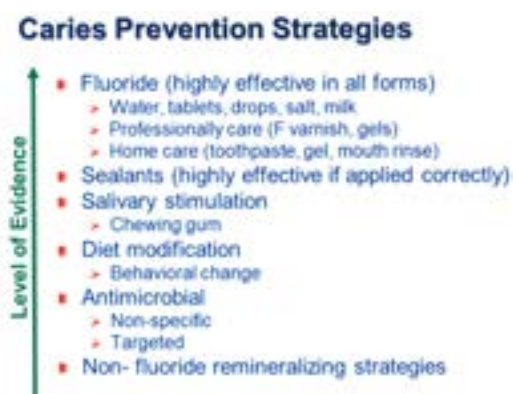 Caries Prevention Strategies
Level of Evidence
Fluoride (highly effective in all forms)
Water, tablets, drops, salt, milk
Professionally care (F varnish, gels)
Home care (toothpaste, gel, mouth rinse)
Sealants (highly effective if applied correctly)
Salivary stimulation
Chewing gum
Diet modification
Behavioral change
Antimicrobial
Non-specific
Targeted
Non- fluoride remineralizing strategies